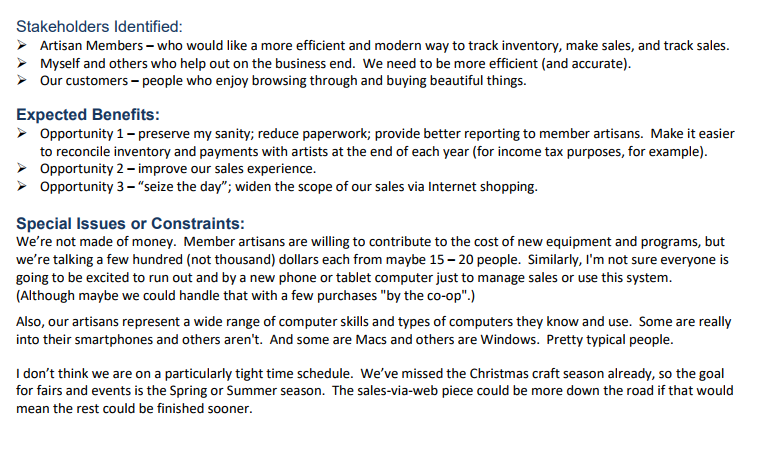 Stakeholders Identified:
➢ Artisan Members – who would like a more efficient and modern way to track inventory, make sales, and track sales.
➢ Myself and others who help out on the business end.  We need to be more efficient (and accurate).
➢ Our customers – people who enjoy browsing through and buying beautiful things.
Expected Benefits:
➢ Opportunity 1 – preserve my sanity; reduce paperwork; provide better reporting to member artisans.  Make it easier
to reconcile inventory and payments with artists at the end of each year (for income tax purposes, for example).
➢ Opportunity 2 – improve our sales experience.
➢ Opportunity 3 – “seize the day”; widen the scope of our sales via Internet shopping.
Special Issues or Constraints:
We’re not made of money.  Member artisans are willing to contribute to the cost of new equipment and programs, but
we’re talking a few hundred (not thousand) dollars each from maybe 15 – 20 people.  Similarly, I'm not sure everyone is
going to be excited to run out and by a new phone or tablet computer just to manage sales or use this system.
(Although maybe we could handle that with a few purchases "by the co-op".)
Also, our artisans represent a wide range of computer skills and types of computers they know and use.  Some are really
into their smartphones and others aren't.  And some are Macs and others are Windows.  Pretty typical people.
I don’t think we are on a particularly tight time schedule.  We’ve missed the Christmas craft season already, so the goal
for fairs and events is the Spring or Summer season.  The sales-via-web piece could be more down the road if that would
mean the rest could be finished sooner.